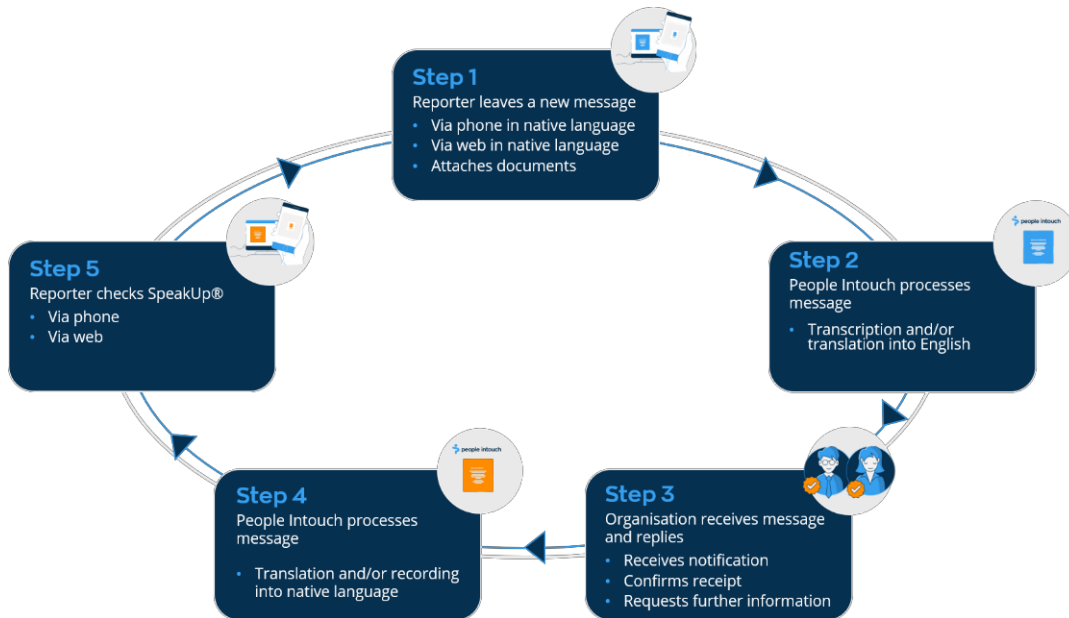 Step 1
Reporter leaves a new message
• Via phone in native language
• Via web in native language
• Attaches documents
people intouch
Step 2
People Intouch processes
message
• Transcription and/or
translation into English
Step 3
Organisation receives message
and replies
• Receives notification
• Confirms receipt
• Requests further information
people intouch
Step 4
People Intouch processes
message
• Translation and/or recording
into native language
Step 5
Reporter checks SpeakUp®
• Via phone
• Via web